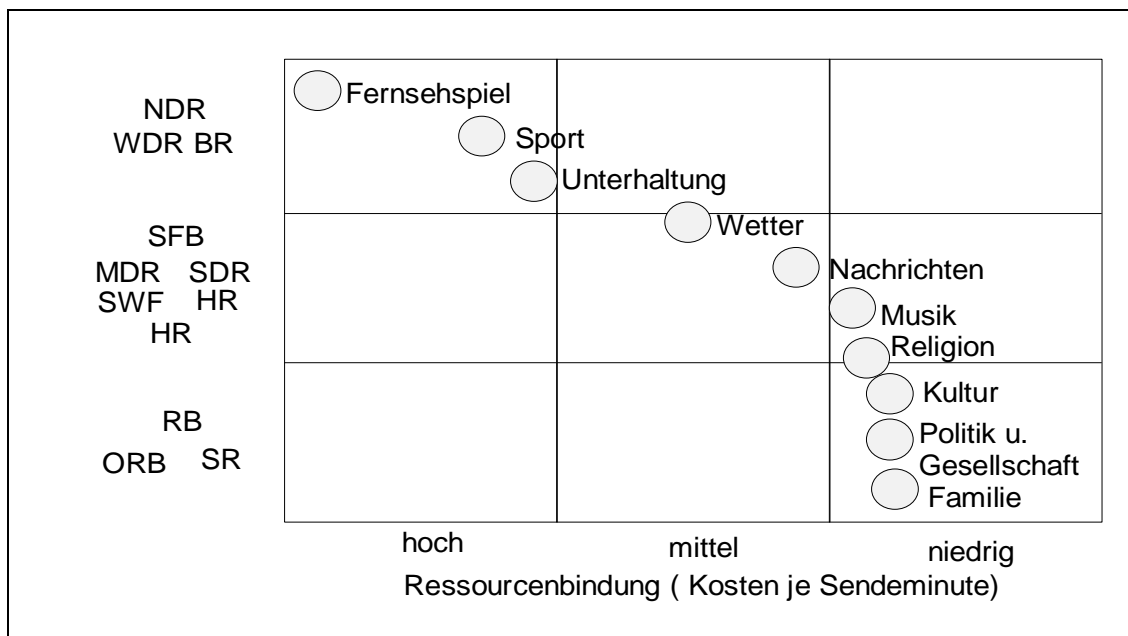 NDR
WDR BR
SFB
MDR SDR
SWF HR
HR
RB
ORB SR
Fernsehspiel
Sport
Unterhaltung
Wetter
Nachrichten
Musik
Religion
Kultur
Politik u.
Gesellschaft
Familie
hoch mittel niedrig
Ressourcenbindung ( Kosten je Sendeminute)